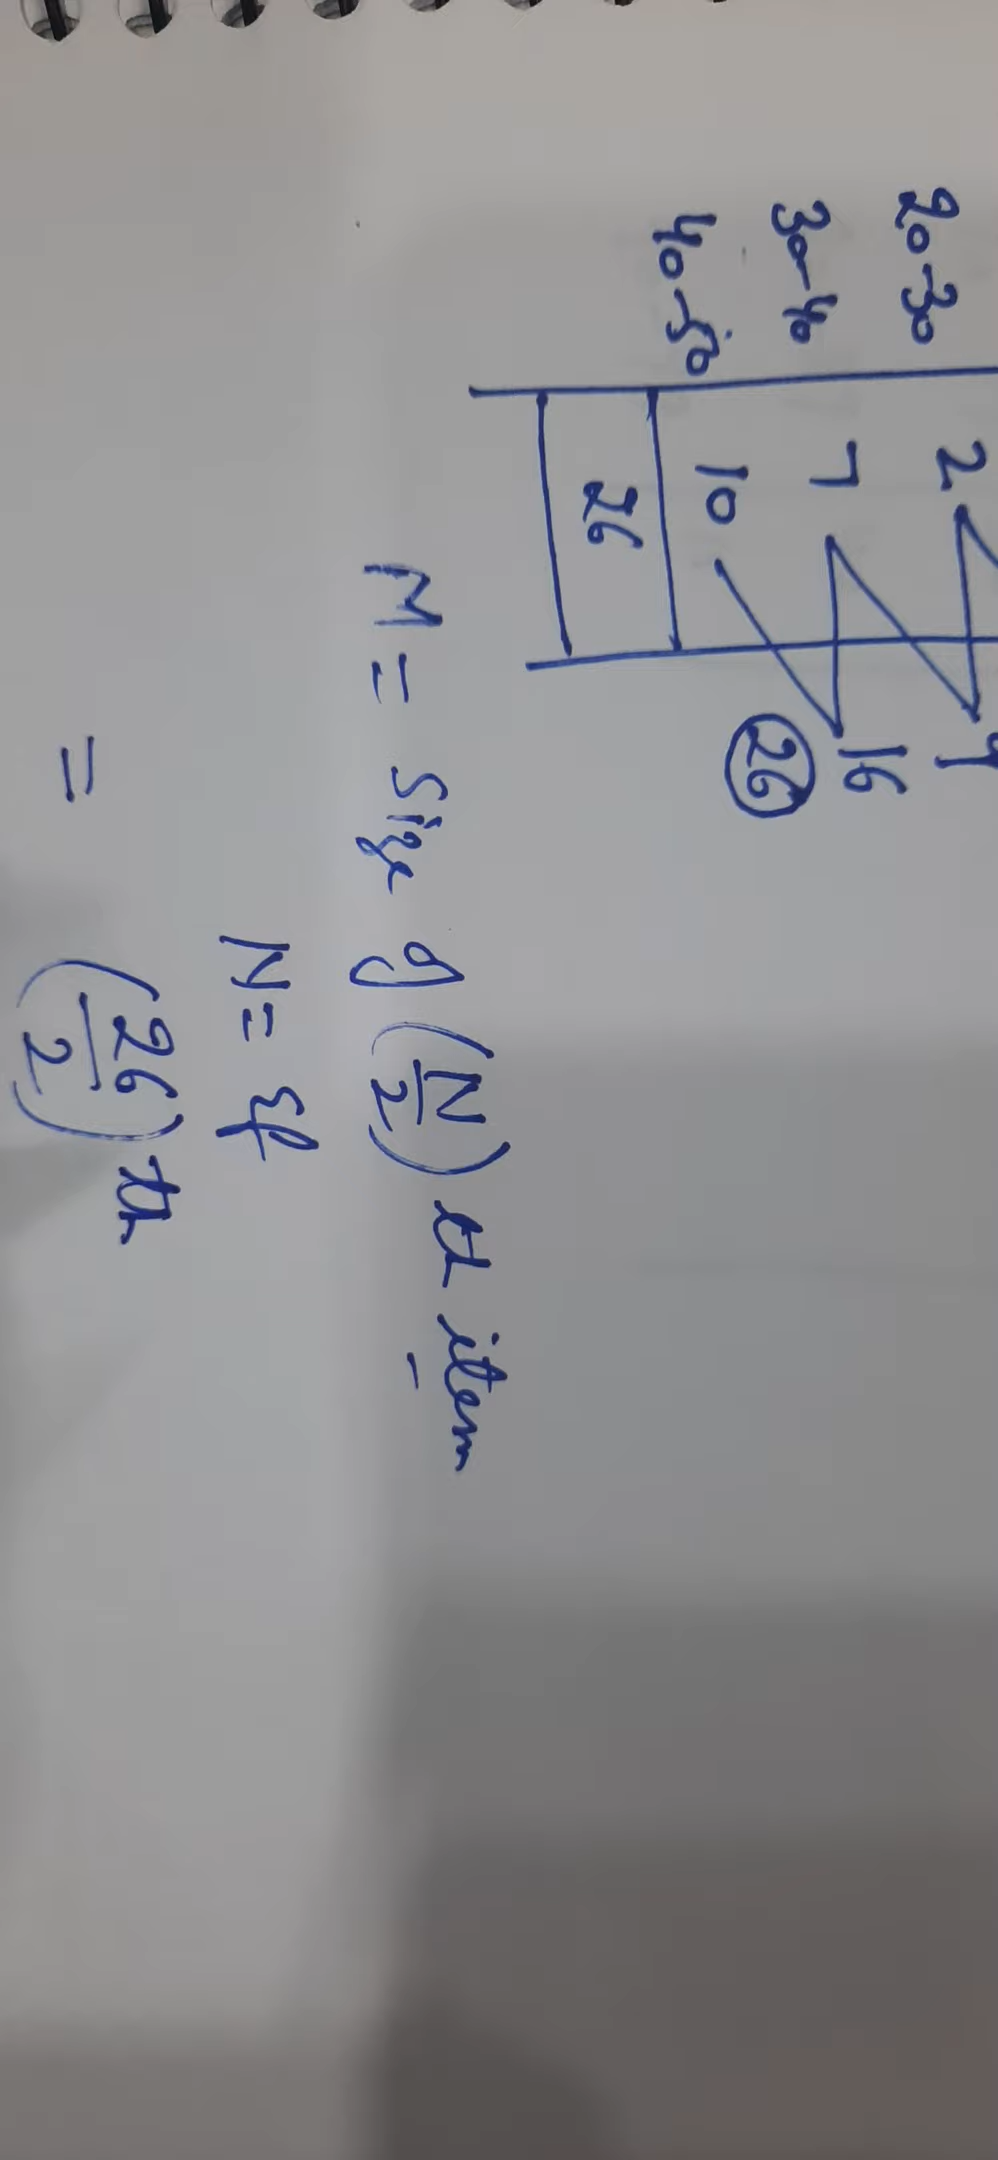 20-30 2 9
30-40 7 16
40-50 10 26
26
M = Size of (N/2) th item
N = Σf
= (26/2) th